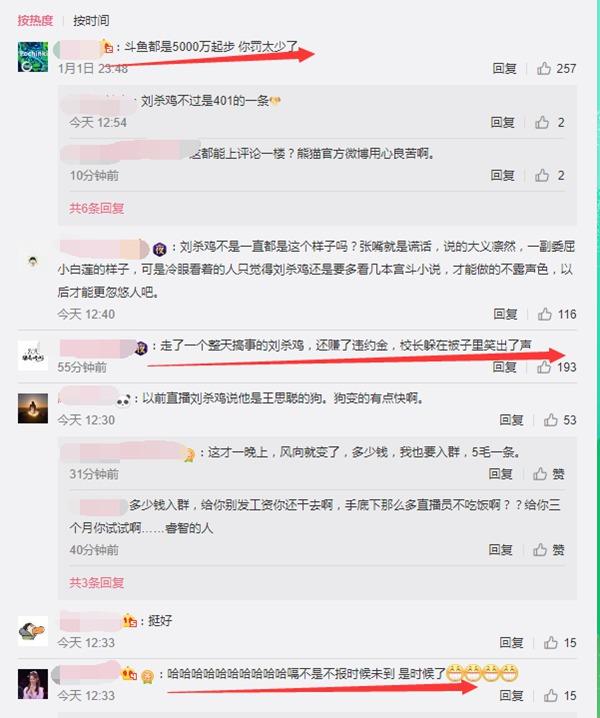 按热度 按时间
：斗鱼都是5000万起步 你罚太少了
1月1日 23:48 回复 257
：刘杀鸡不过是401的一条
今天 12:54 回复 2
都能上评论一楼？熊猫官方微博用心良苦啊。
10分钟前 回复 2
共6条回复
：刘杀鸡不是一直都是这个样子吗？张嘴就是谎话，说的大义凛然，一副委屈
小白莲的样子，可是冷眼看着的人只觉得刘杀鸡还是要多看几本宫斗小说，才能做的不露声色，以
后才能更忽悠人吧。
今天 12:40 回复 116
：走了一个整天搞事的刘杀鸡，还赚了违约金，校长躲在被子里笑出了声
55分钟前 回复 193
：以前直播刘杀鸡说他是王思聪的狗。狗变的有点快啊。
今天 12:30 回复 53
：这才一晚上，风向就变了，多少钱，我也要入群，5毛一条。
31分钟前 回复 赞
多少钱入群，给你别发工资你还干去啊，手底下那么多直播员不吃饭啊？？给你三
个月你试试啊……睿智的人
40分钟前 回复 赞
共3条回复
：挺好
今天 12:33 回复 15
：哈哈哈哈哈哈哈哈哈哈嗝不是不报时候未到 是时候了
今天 12:33 回复 15